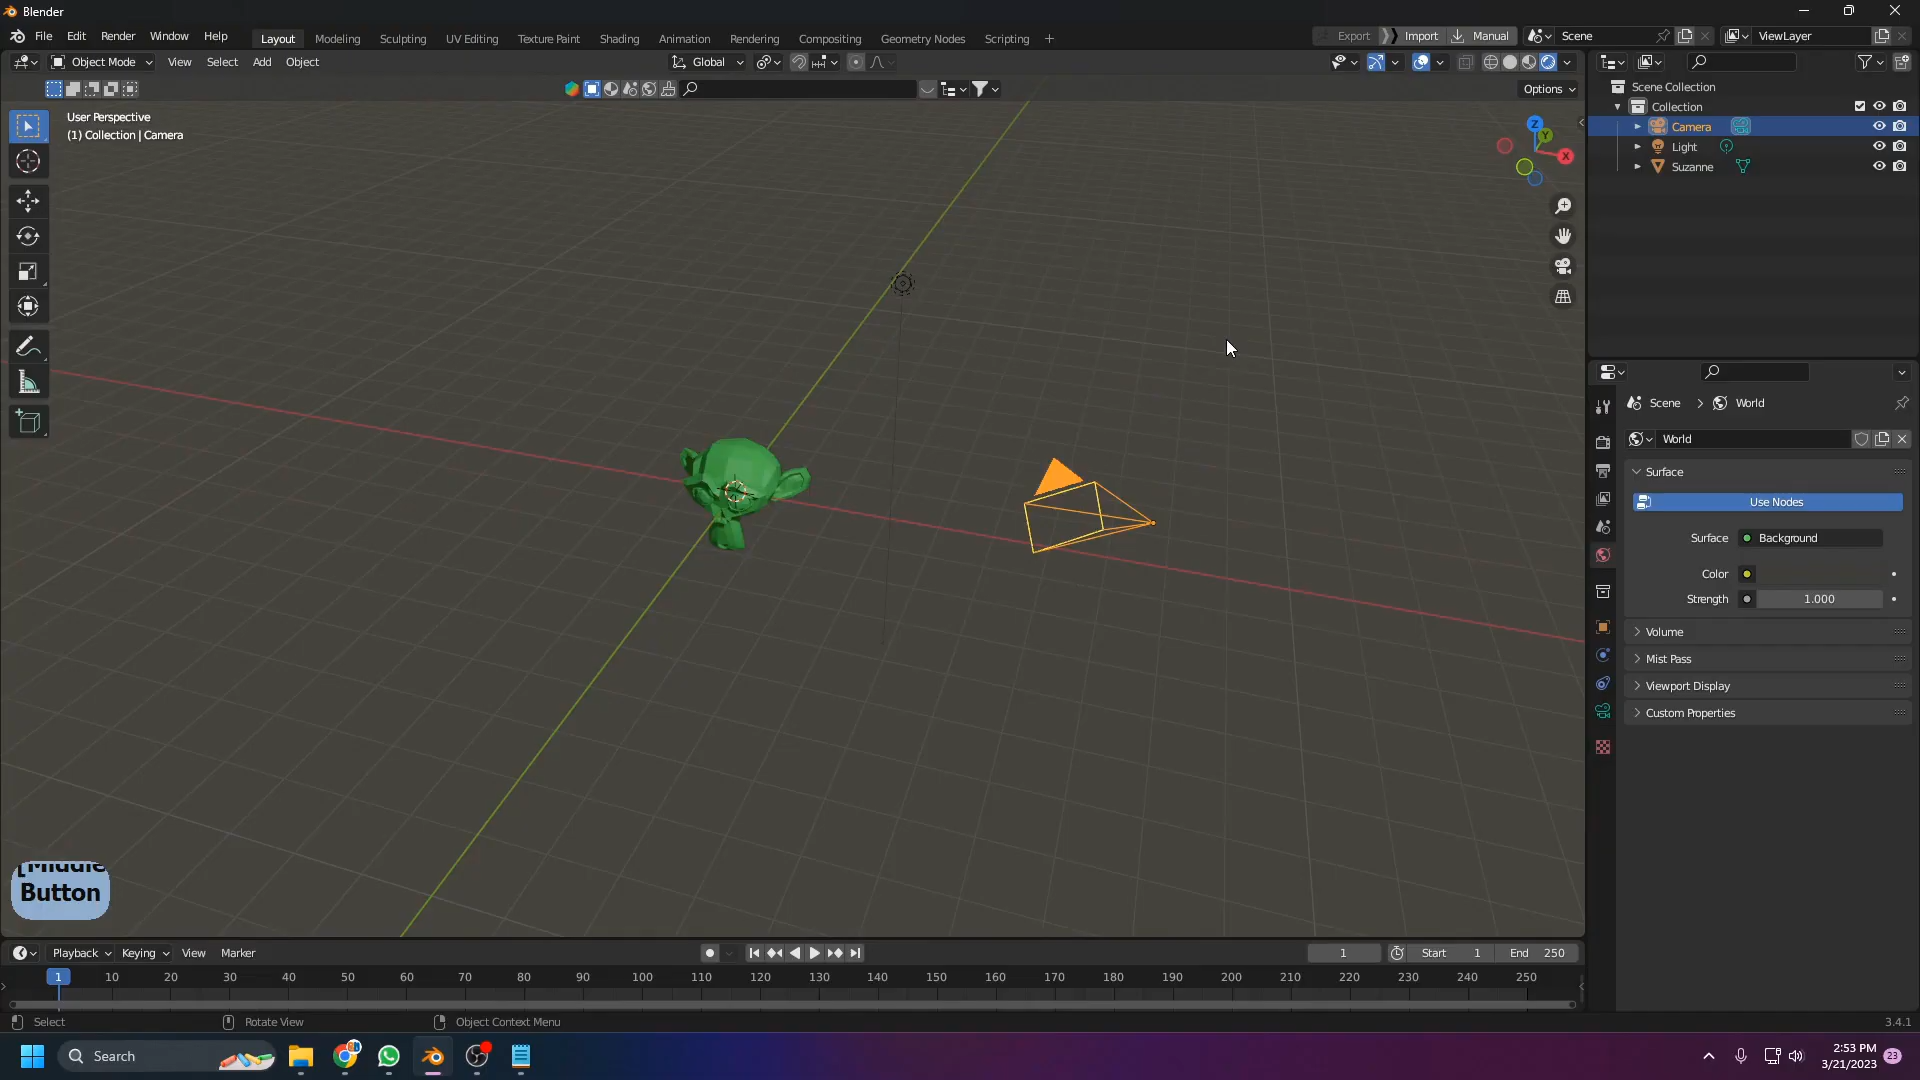 Blender
File Edit Render Window Help Layout Modeling Sculpting UV Editing Texture Paint Shading Animation Rendering Compositing Geometry Nodes Scripting + Export Import Manual Scene ViewLayer
Object Mode View Select Add Object Global
Options
User Perspective
(1) Collection | Camera
Z
Y
X
Scene Collection
Collection
Camera
Light
Suzanne
Scene > World
World
Surface
Use Nodes
Surface Background
Color
Strength 1.000
Volume
Mist Pass
Viewport Display
Custom Properties
[Middle
Button
Playback Keying View Marker 1 Start 1 End 250
1 10 20 30 40 50 60 70 80 90 100 110 120 130 140 150 160 170 180 190 200 210 220 230 240 250
Select Rotate View Object Context Menu 3.4.1
Search
2:53 PM
3/21/2023
23